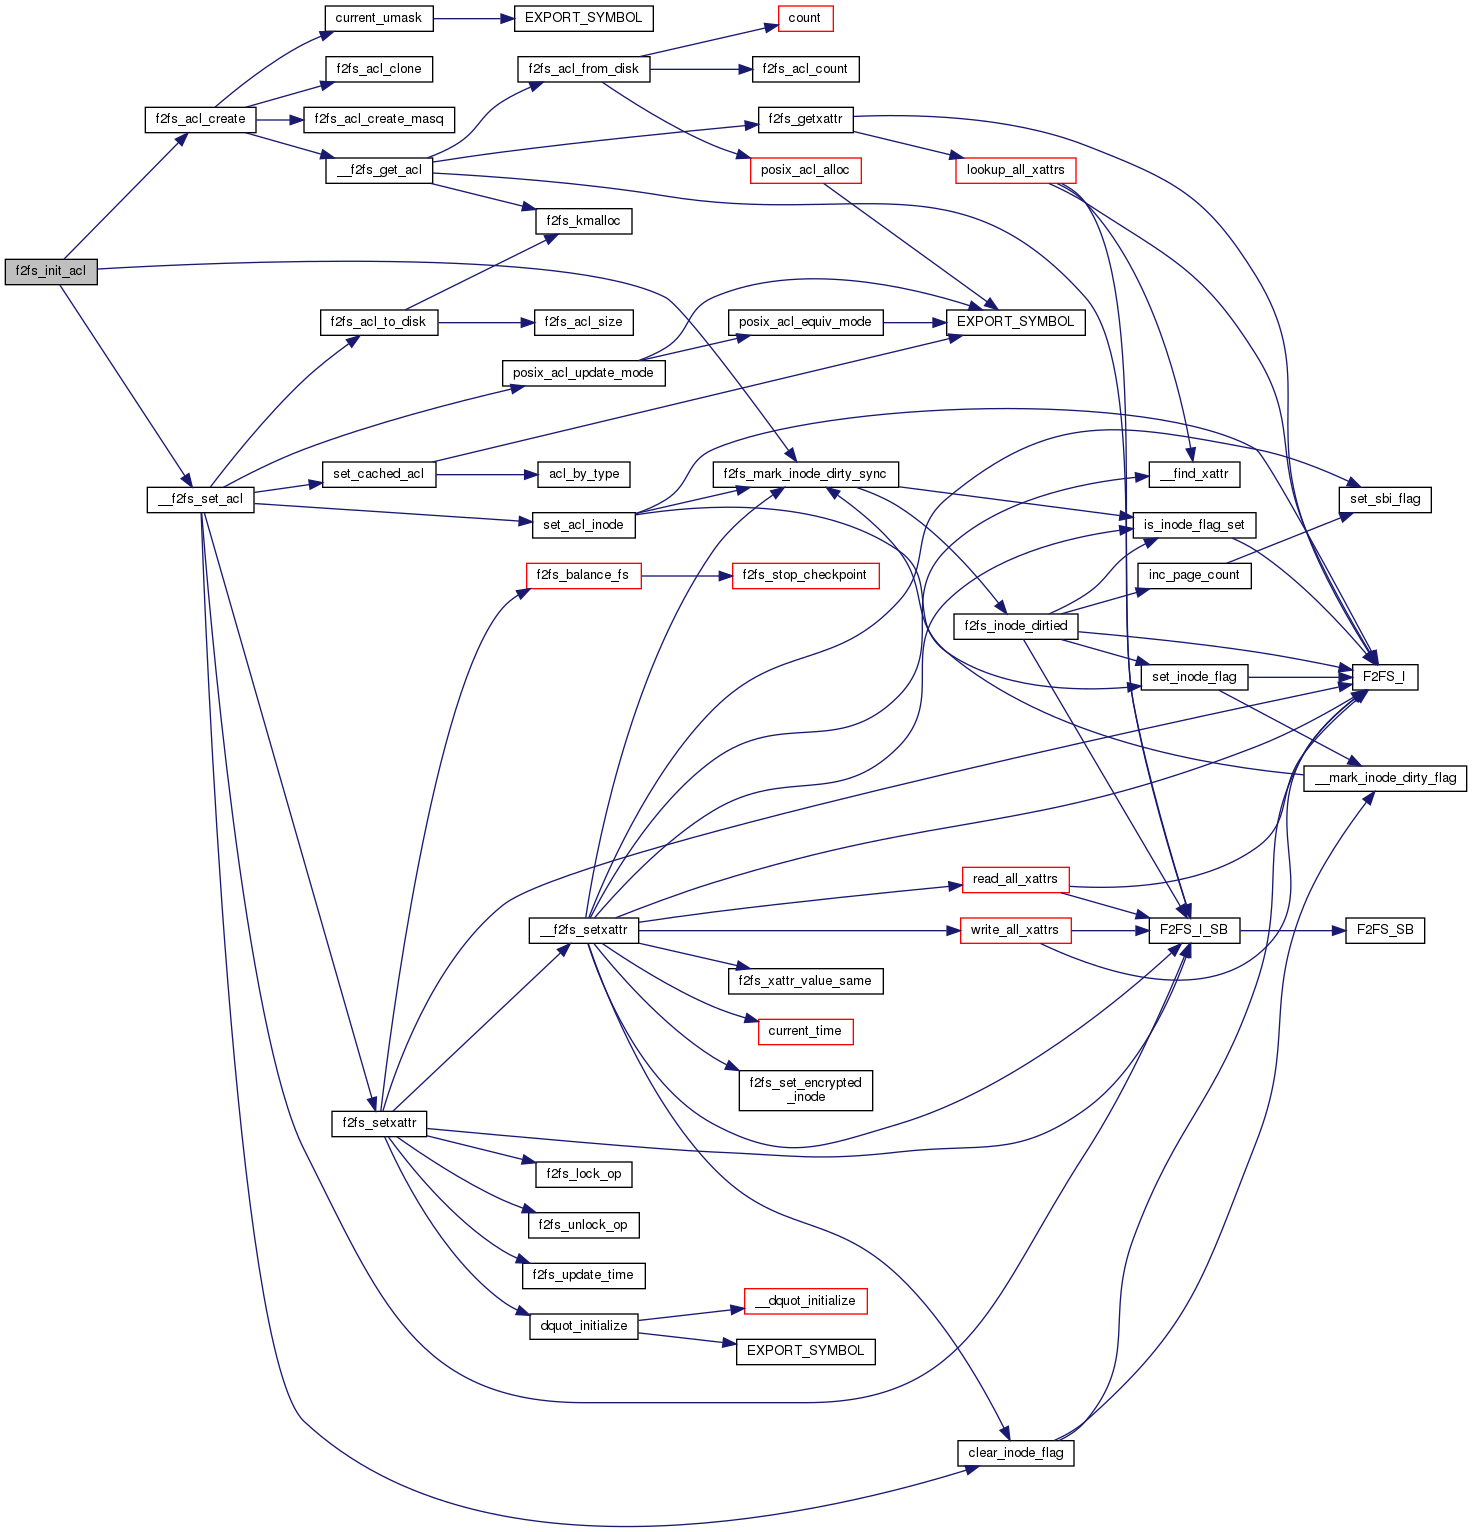 current_umask
EXPORT_SYMBOL
count
f2fs_acl_from_disk
f2fs_acl_clone
f2fs_acl_count
f2fs_acl_create
f2fs_acl_create_masq
f2fs_getxattr
__f2fs_get_acl
posix_acl_alloc
lookup_all_xattrs
f2fs_kmalloc
f2fs_init_acl
f2fs_acl_to_disk
f2fs_acl_size
posix_acl_equiv_mode
EXPORT_SYMBOL
posix_acl_update_mode
set_cached_acl
acl_by_type
f2fs_mark_inode_dirty_sync
__find_xattr
__f2fs_set_acl
set_sbi_flag
set_acl_inode
is_inode_flag_set
f2fs_balance_fs
f2fs_stop_checkpoint
inc_page_count
f2fs_inode_dirtied
set_inode_flag
F2FS_I
__mark_inode_dirty_flag
read_all_xattrs
__f2fs_setxattr
write_all_xattrs
F2FS_I_SB
F2FS_SB
f2fs_xattr_value_same
current_time
f2fs_set_encrypted
_inode
f2fs_setxattr
f2fs_lock_op
f2fs_unlock_op
f2fs_update_time
__dquot_initialize
dquot_initialize
EXPORT_SYMBOL
clear_inode_flag